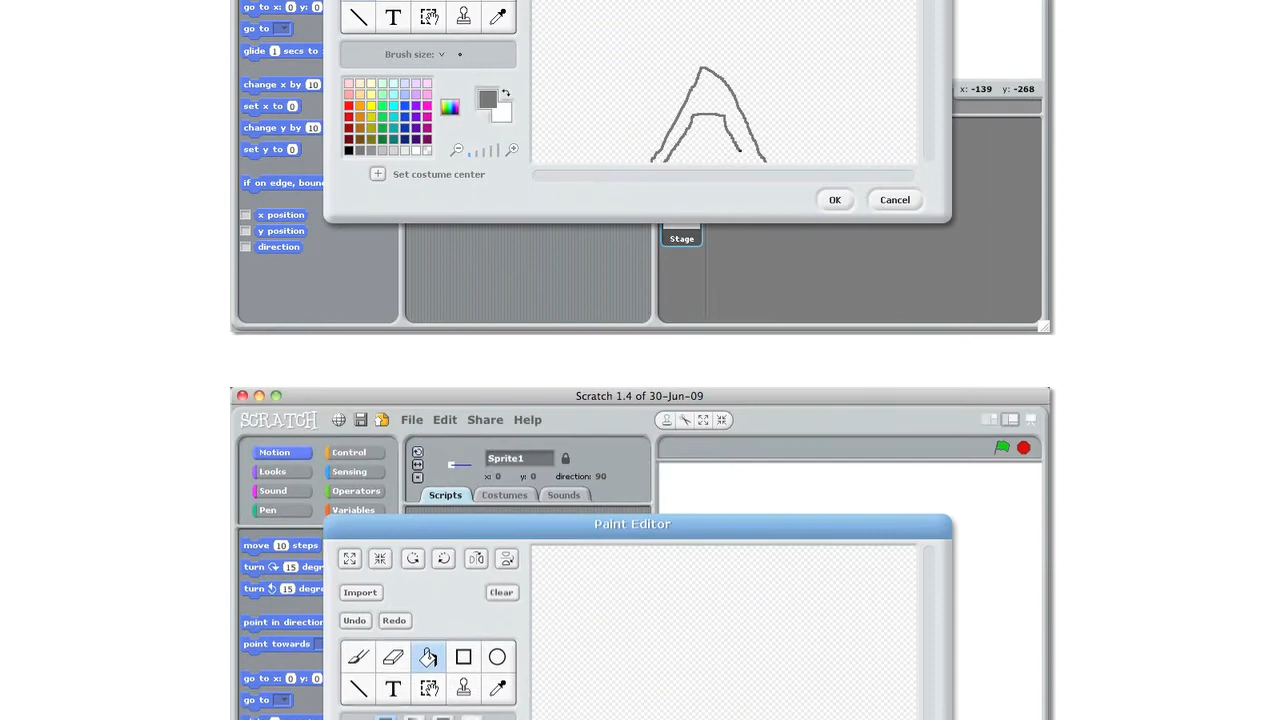 go to x: 0 y: 0
go to
glide 1 secs to x
Brush size:
change x by 10
x: -139 y: -268
set x to 0
change y by 10
set y to 0
Set costume center
if on edge, boun
OK Cancel
x position
y position
direction
Stage
Scratch 1.4 of 30-Jun-09
SCRATCH File Edit Share Help
Motion Control
Looks Sensing
Sound Operators
Pen Variables
Sprite1
x: 0 y: 0 direction: 90
Scripts Costumes Sounds
Paint Editor
move 10 steps
turn 15 degr
turn 15 degre
Import Clear
Undo Redo
point in direction
point towards
T
go to x: 0 y: 0
go to